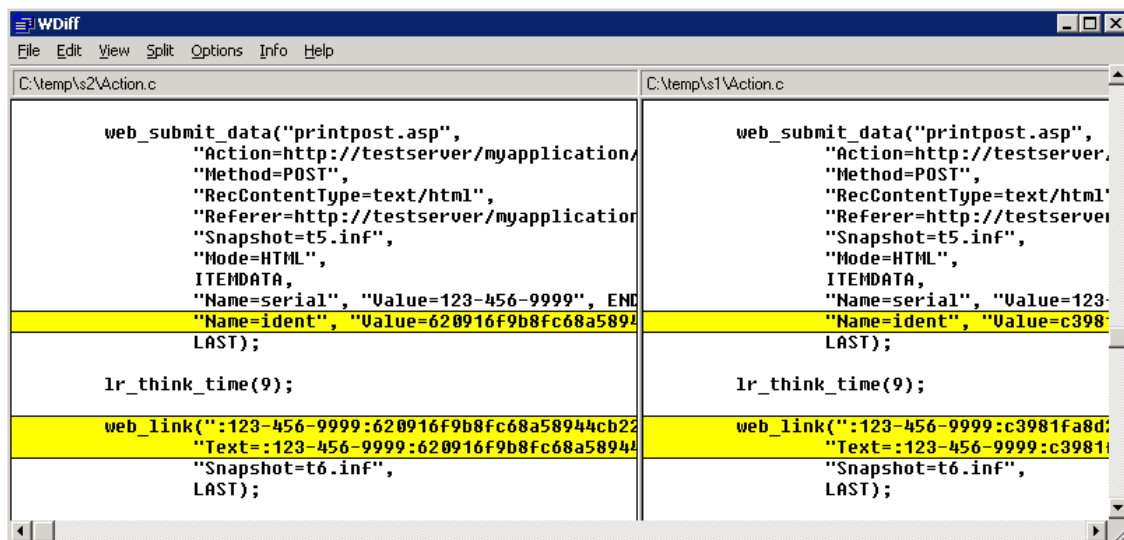 WDiff
File Edit View Split Options Info Help
C:\temp\s2\Action.c
web_submit_data("printpost.asp",
"Action=http://testserver/myapplication/
"Method=POST",
"RecContentType=text/html",
"Referer=http://testserver/myapplication
"Snapshot=t5.inf",
"Mode=HTML",
ITEMDATA,
"Name=serial", "Value=123-456-9999", END
"Name=ident", "Value=620916f9b8fc68a5894
LAST);
lr_think_time(9);
web_link(":123-456-9999:620916f9b8fc68a58944cb22
"Text=:123-456-9999:620916f9b8fc68a58944
"Snapshot=t6.inf",
LAST);
C:\temp\s1\Action.c
web_submit_data("printpost.asp",
"Action=http://testserver/
"Method=POST",
"RecContentType=text/html"
"Referer=http://testserver
"Snapshot=t5.inf",
"Mode=HTML",
ITEMDATA,
"Name=serial", "Value=123-
"Name=ident", "Value=c398
LAST);
lr_think_time(9);
web_link(":123-456-9999:c3981fa8d2
"Text=:123-456-9999:c3981f
"Snapshot=t6.inf",
LAST);